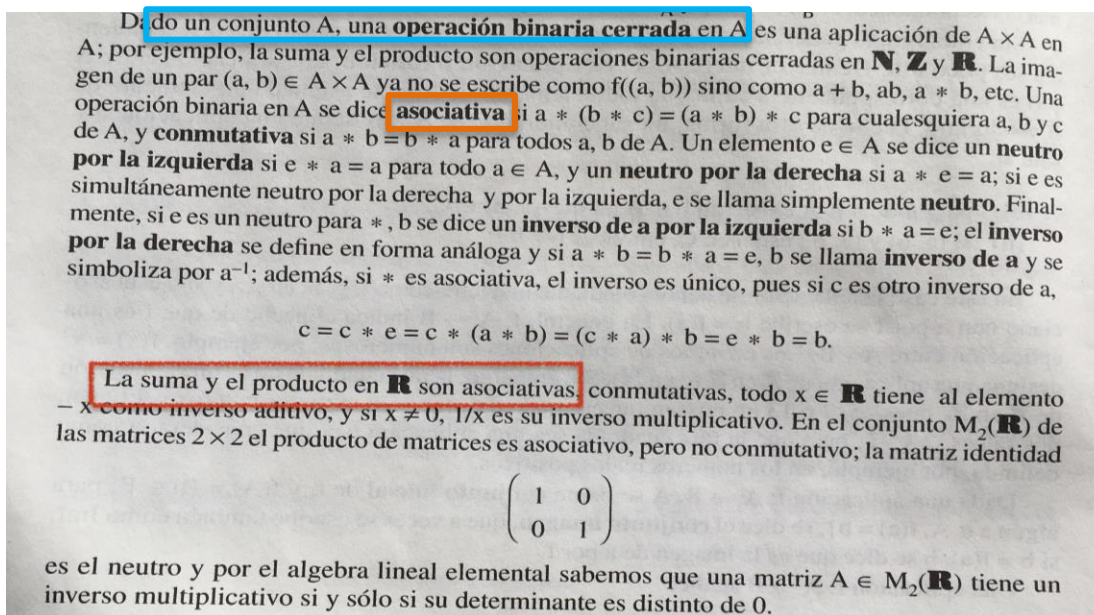 Dado un conjunto A, una operación binaria cerrada en A es una aplicación de A × A en
A; por ejemplo, la suma y el producto son operaciones binarias cerradas en N, Z y R. La ima-
gen de un par (a, b) ∈ A × A ya no se escribe como f((a, b)) sino como a + b, ab, a * b, etc. Una
operación binaria en A se dice asociativa si a * (b * c) = (a * b) * c para cualesquiera a, b y c
de A, y conmutativa si a * b = b * a para todos a, b de A. Un elemento e ∈ A se dice un neutro
por la izquierda si e * a = a para todo a ∈ A, y un neutro por la derecha si a * e = a; si e es
simultáneamente neutro por la derecha y por la izquierda, e se llama simplemente neutro. Final-
mente, si e es un neutro para *, b se dice un inverso de a por la izquierda si b * a = e; el inverso
por la derecha se define en forma análoga y si a * b = b * a = e, b se llama inverso de a y se
simboliza por a⁻¹; además, si * es asociativa, el inverso es único, pues si c es otro inverso de a,
c = c * e = c * (a * b) = (c * a) * b = e * b = b.
La suma y el producto en R son asociativas, conmutativas, todo x ∈ R tiene al elemento
− x como inverso aditivo, y si x ≠ 0, 1/x es su inverso multiplicativo. En el conjunto M₂(R) de
las matrices 2 × 2 el producto de matrices es asociativo, pero no conmutativo; la matriz identidad
1 0
0 1
es el neutro y por el algebra lineal elemental sabemos que una matriz A ∈ M₂(R) tiene un
inverso multiplicativo si y sólo si su determinante es distinto de 0.